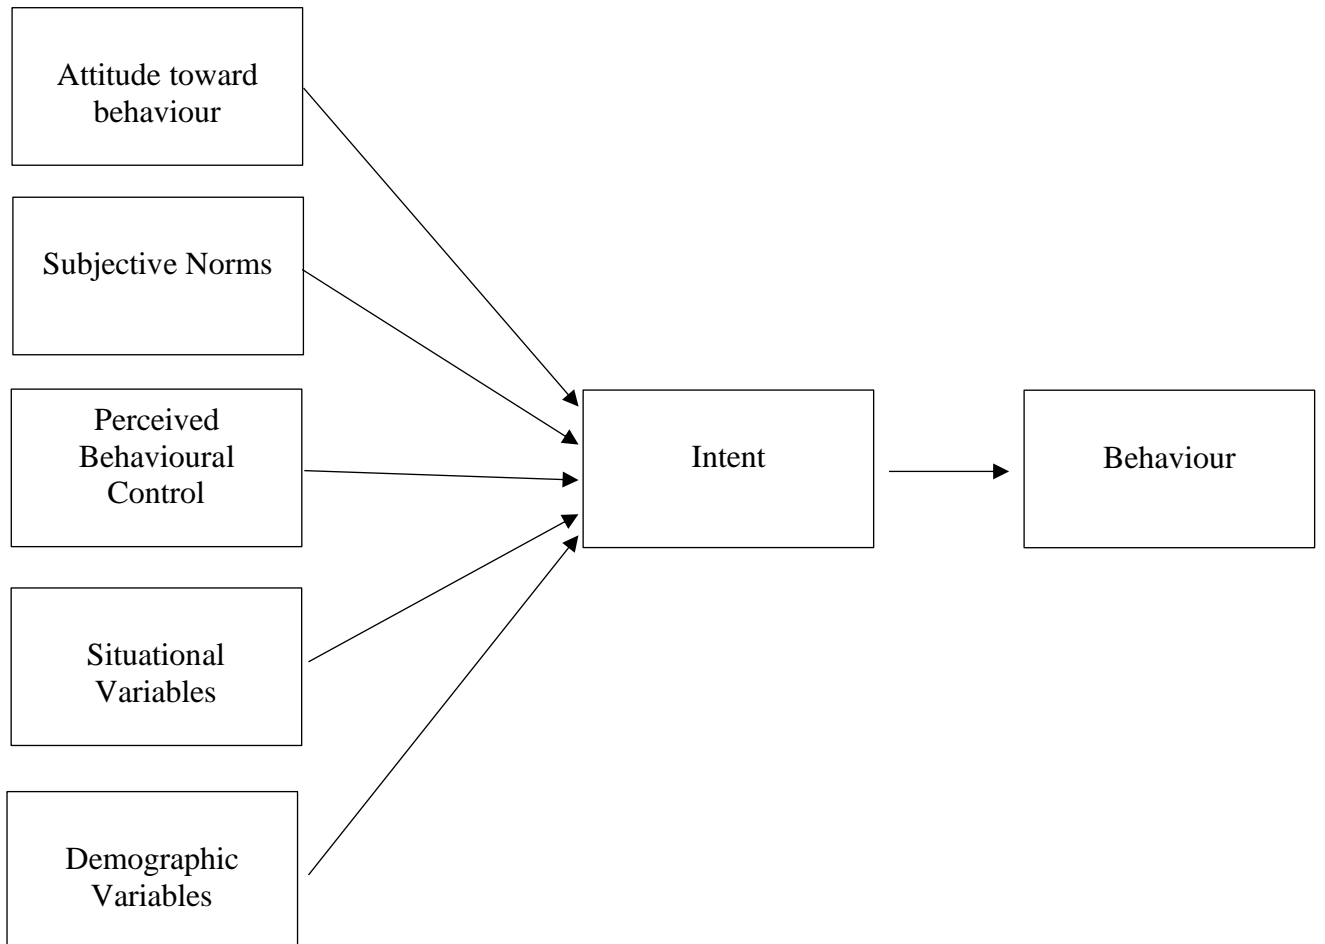 Attitude toward
behaviour
Subjective Norms
Perceived
Behavioural
Control
Situational
Variables
Demographic
Variables
Intent
Behaviour